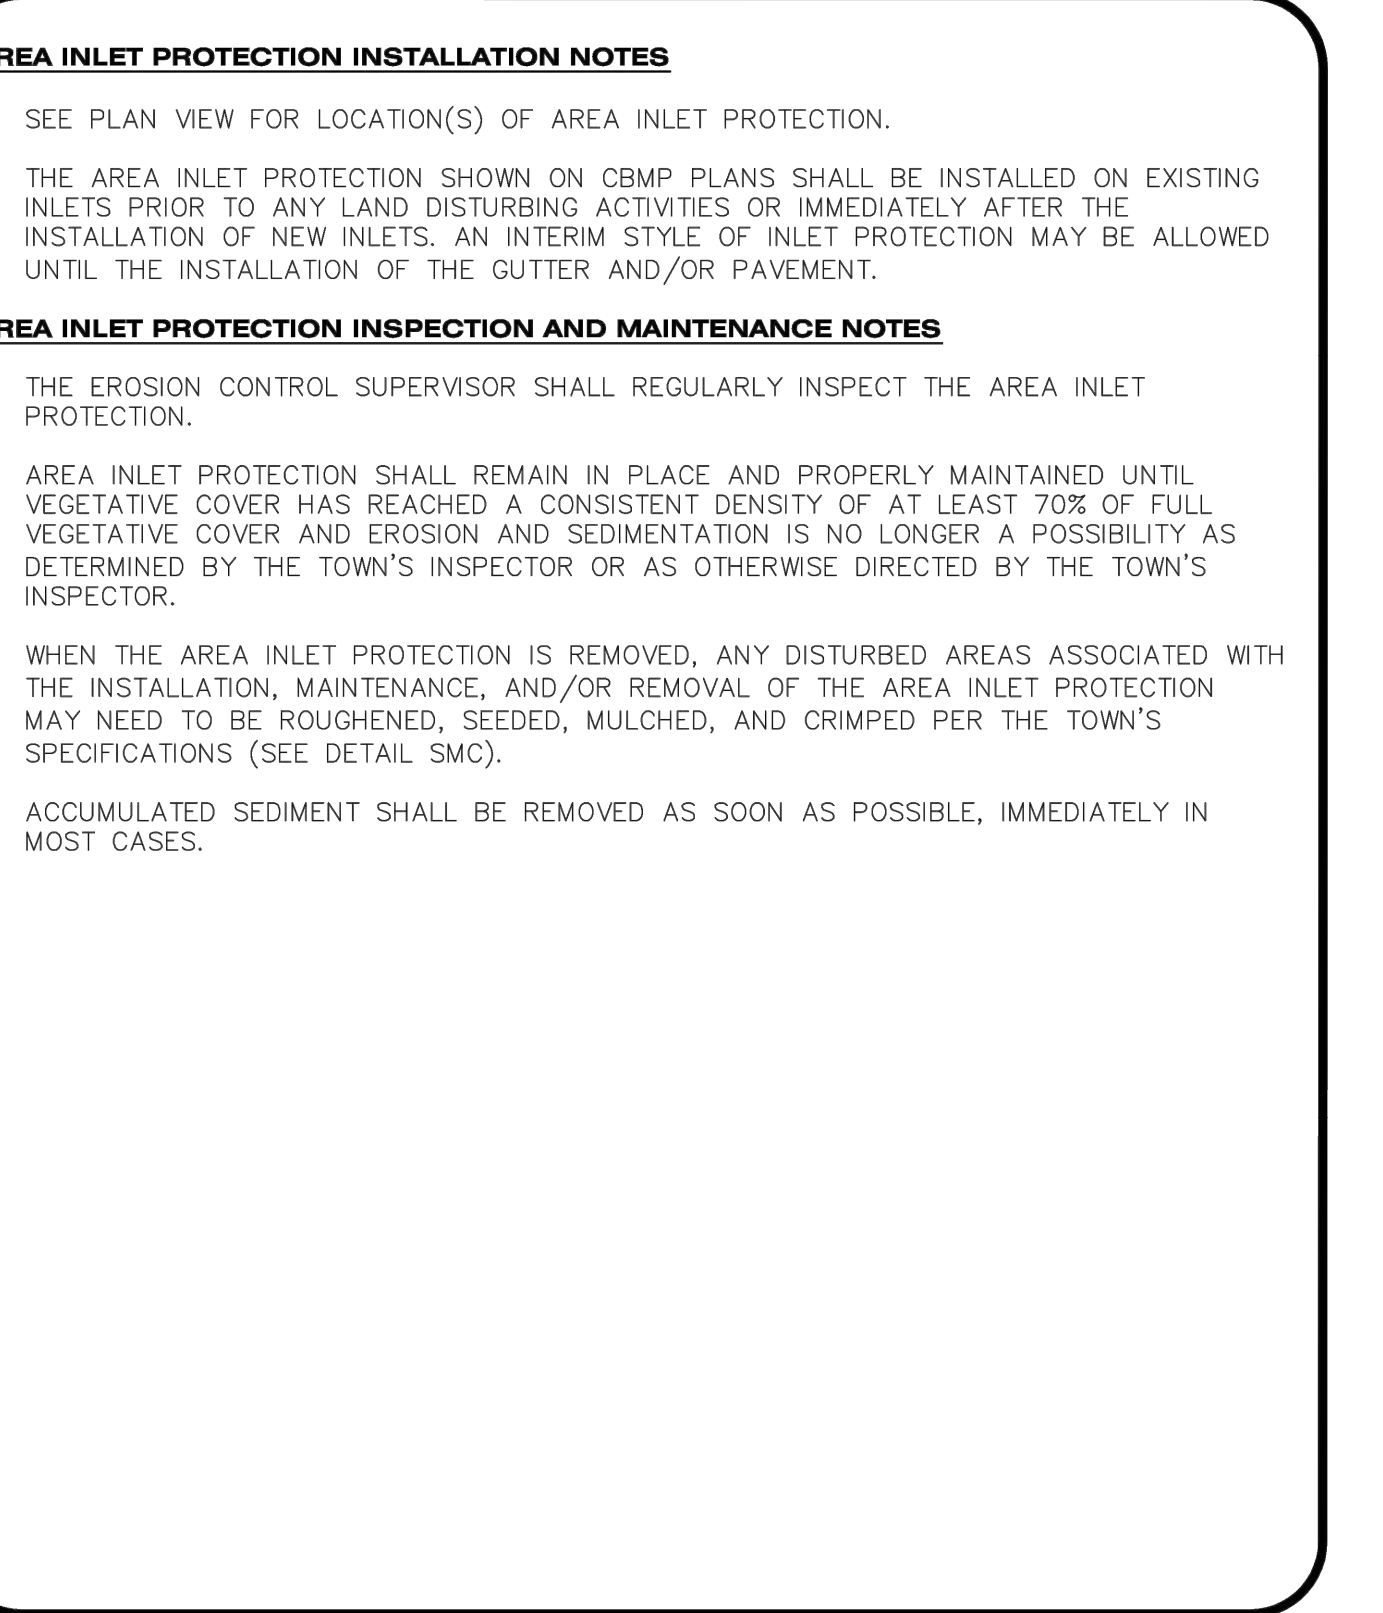 REA INLET PROTECTION INSTALLATION NOTES
SEE PLAN VIEW FOR LOCATION(S) OF AREA INLET PROTECTION.
THE AREA INLET PROTECTION SHOWN ON CBMP PLANS SHALL BE INSTALLED ON EXISTING
INLETS PRIOR TO ANY LAND DISTURBING ACTIVITIES OR IMMEDIATELY AFTER THE
INSTALLATION OF NEW INLETS. AN INTERIM STYLE OF INLET PROTECTION MAY BE ALLOWED
UNTIL THE INSTALLATION OF THE GUTTER AND/OR PAVEMENT.
REA INLET PROTECTION INSPECTION AND MAINTENANCE NOTES
THE EROSION CONTROL SUPERVISOR SHALL REGULARLY INSPECT THE AREA INLET
PROTECTION.
AREA INLET PROTECTION SHALL REMAIN IN PLACE AND PROPERLY MAINTAINED UNTIL
VEGETATIVE COVER HAS REACHED A CONSISTENT DENSITY OF AT LEAST 70% OF FULL
VEGETATIVE COVER AND EROSION AND SEDIMENTATION IS NO LONGER A POSSIBILITY AS
DETERMINED BY THE TOWN'S INSPECTOR OR AS OTHERWISE DIRECTED BY THE TOWN'S
INSPECTOR.
WHEN THE AREA INLET PROTECTION IS REMOVED, ANY DISTURBED AREAS ASSOCIATED WITH
THE INSTALLATION, MAINTENANCE, AND/OR REMOVAL OF THE AREA INLET PROTECTION
MAY NEED TO BE ROUGHENED, SEEDED, MULCHED, AND CRIMPED PER THE TOWN'S
SPECIFICATIONS (SEE DETAIL SMC).
ACCUMULATED SEDIMENT SHALL BE REMOVED AS SOON AS POSSIBLE, IMMEDIATELY IN
MOST CASES.